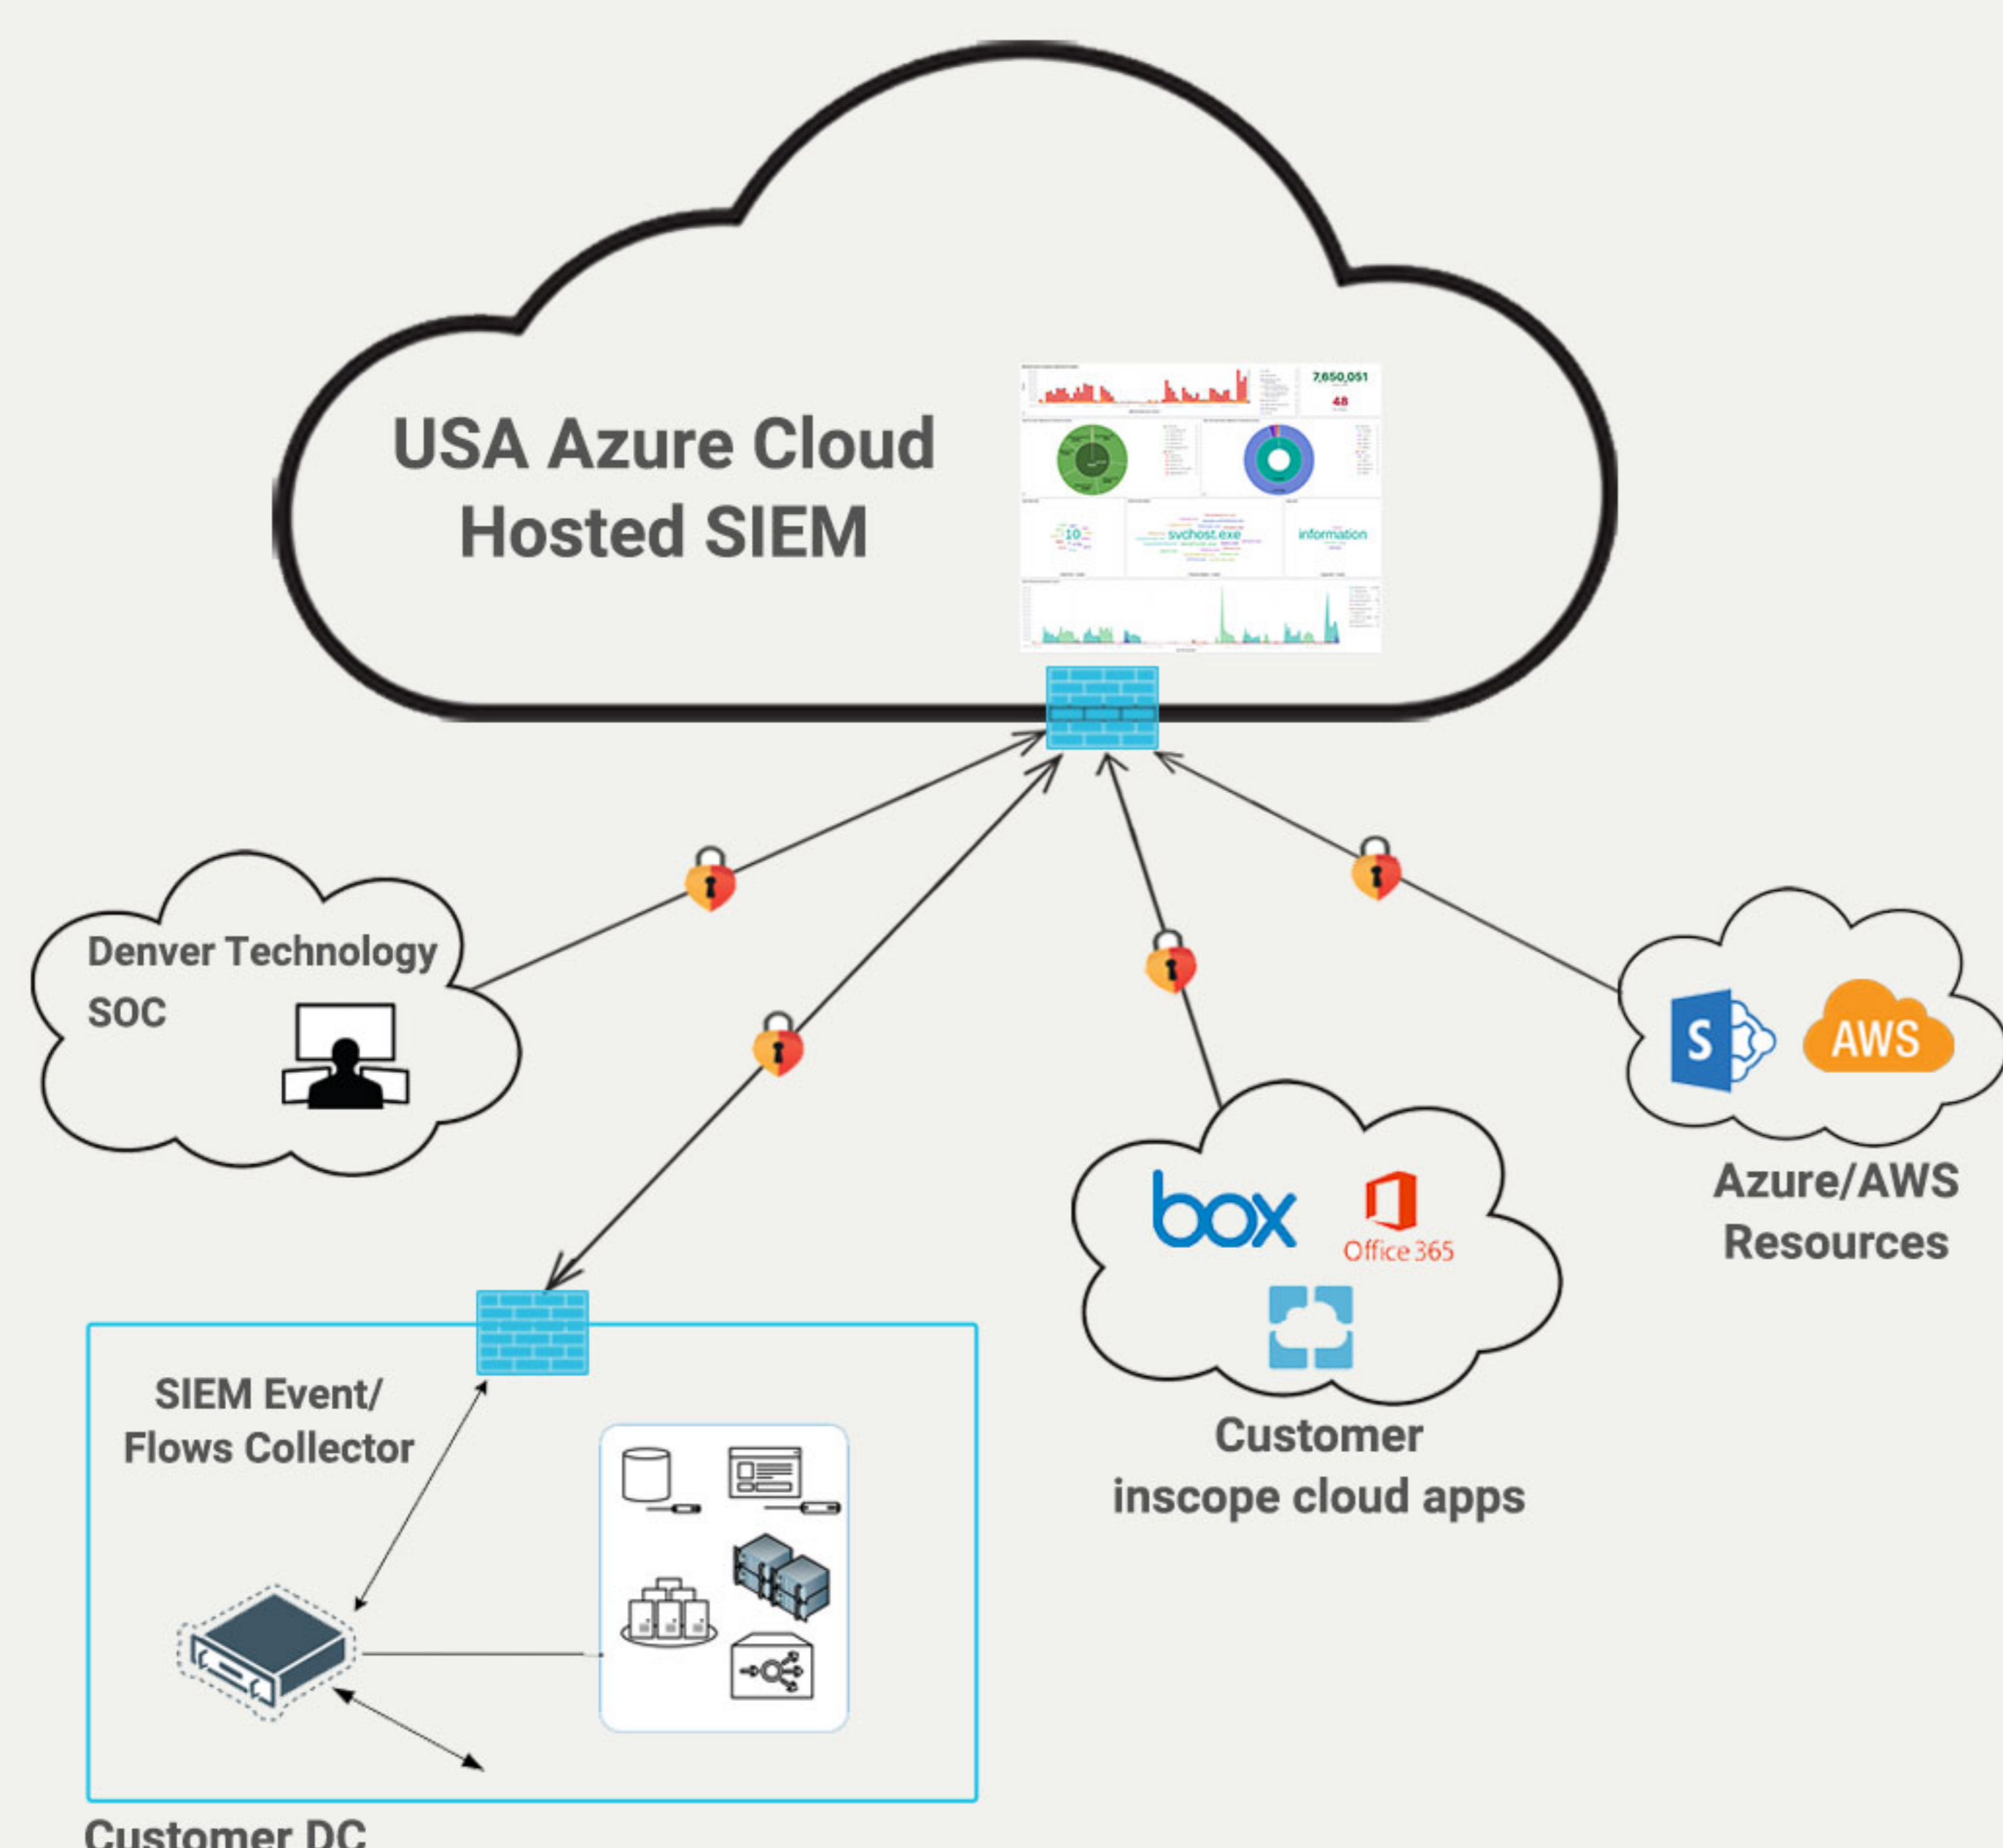 USA Azure Cloud
Hosted SIEM
7,650,051
48
10
svchost.exe
information
Denver Technology
SOC
S
AWS
Azure/AWS
Resources
box
Office 365
Customer
inscope cloud apps
SIEM Event/
Flows Collector
Customer DC